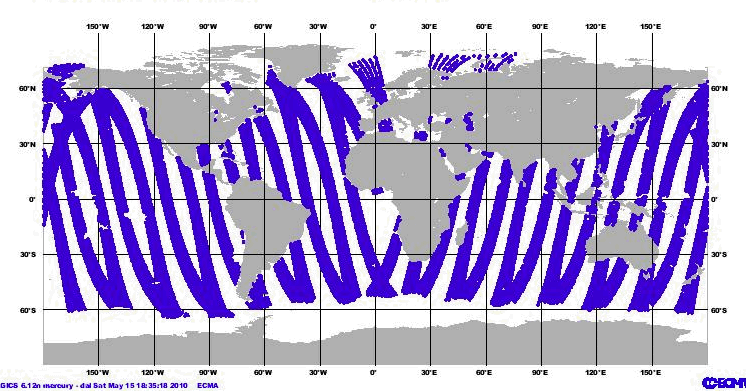 150°W 120°W 90°W 60°W 30°W 0° 30°E 60°E 90°E 120°E 150°E
60°N 60°N
30°N 30°N
0° 0°
30°S 30°S
60°S 60°S
150°W 120°W 90°W 60°W 30°W 0° 30°E 60°E 90°E 120°E 150°E
GICS 6.12n mercury - dal Sat May 15 18:35:18 2010 ECMA